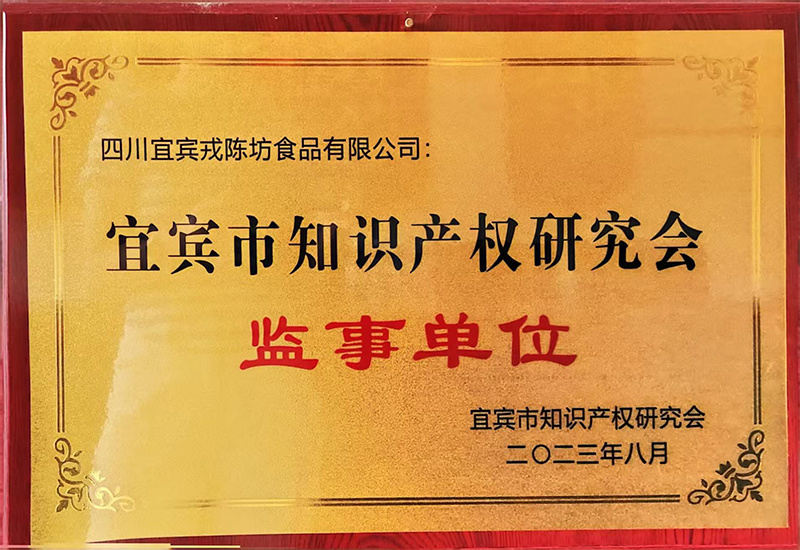 四川宜宾戎陈坊食品有限公司：
宜宾市知识产权研究会
监事单位
宜宾市知识产权研究会
二〇二三年八月